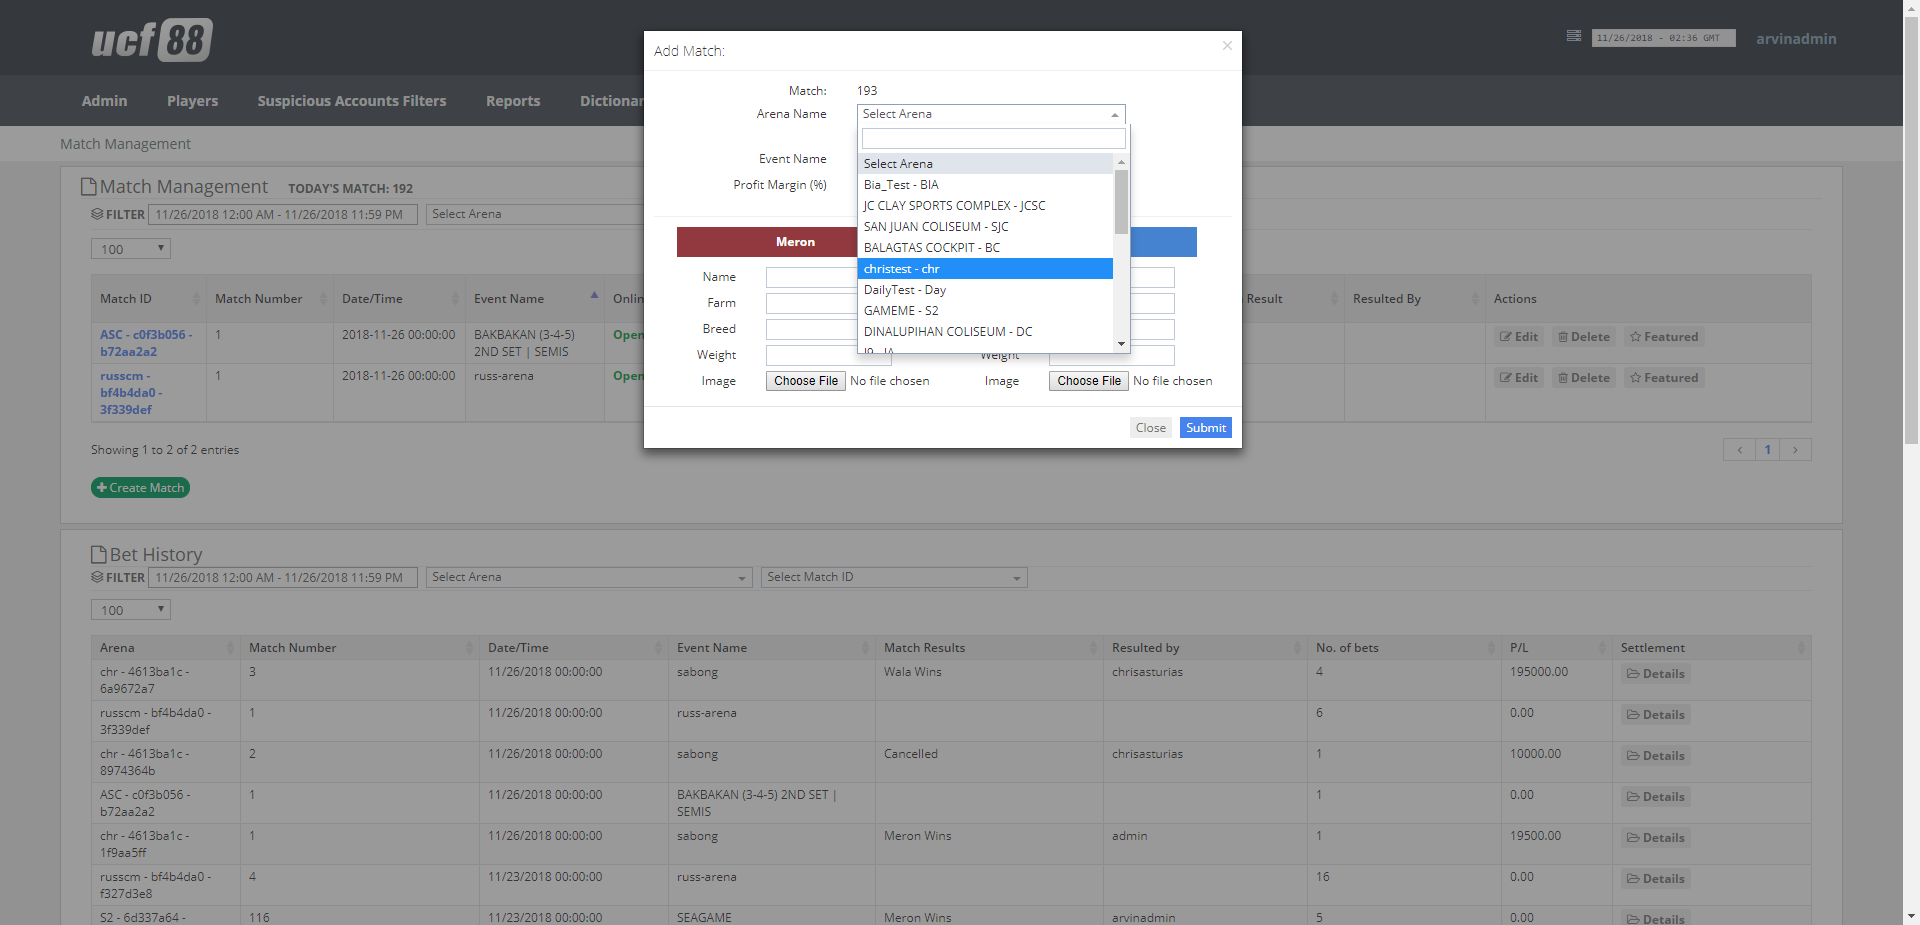 ucf 88
11/26/2018 - 02:36 GMT
arvinadmin
Admin
Players
Suspicious Accounts Filters
Reports
Match Management
Match Management
TODAY'S MATCH: 192
FILTER
11/26/2018 12:00 AM - 11/26/2018 11:59 PM
Select Arena
100
Match ID
Match Number
Date/Time
Event Name
Result
Resulted By
Actions
ASC - c0f3b056 -
b72aa2a2
1
2018-11-26 00:00:00
BAKBAKAN (3-4-5)
2ND SET | SEMIS
Open
Edit
Delete
Featured
russcm -
bf4b4da0 -
3f339def
1
2018-11-26 00:00:00
russ-arena
Open
Edit
Delete
Featured
Showing 1 to 2 of 2 entries
1
Create Match
Add Match:
Match:
193
Arena Name
Select Arena
Select Arena
Bia_Test - BIA
JC CLAY SPORTS COMPLEX - JCSC
SAN JUAN COLISEUM - SJC
BALAGTAS COCKPIT - BC
christest - chr
DailyTest - Day
GAMEME - S2
DINALUPIHAN COLISEUM - DC
Event Name
Profit Margin (%)
Meron
Name
Farm
Breed
Weight
Weight
Image
Choose File No file chosen
Image
Choose File No file chosen
Close
Submit
Bet History
FILTER
11/26/2018 12:00 AM - 11/26/2018 11:59 PM
Select Arena
Select Match ID
100
Arena
Match Number
Date/Time
Event Name
Match Results
Resulted by
No. of bets
P/L
Settlement
chr - 4613ba1c -
6a9672a7
3
11/26/2018 00:00:00
sabong
Wala Wins
chrisasturias
4
195000.00
Details
russcm - bf4b4da0 -
3f339def
1
11/26/2018 00:00:00
russ-arena
6
0.00
Details
chr - 4613ba1c -
8974364b
2
11/26/2018 00:00:00
sabong
Cancelled
chrisasturias
1
10000.00
Details
ASC - c0f3b056 -
b72aa2a2
1
11/26/2018 00:00:00
BAKBAKAN (3-4-5) 2ND SET |
SEMIS
1
0.00
Details
chr - 4613ba1c -
1f9aa5ff
1
11/26/2018 00:00:00
sabong
Meron Wins
admin
1
19500.00
Details
russcm - bf4b4da0 -
f327d3e8
4
11/23/2018 00:00:00
russ-arena
16
0.00
Details
S2 - 6d337a64 -
116
11/23/2018 00:00:00
SEAGAME
Meron Wins
arvinadmin
5
0.00
Details